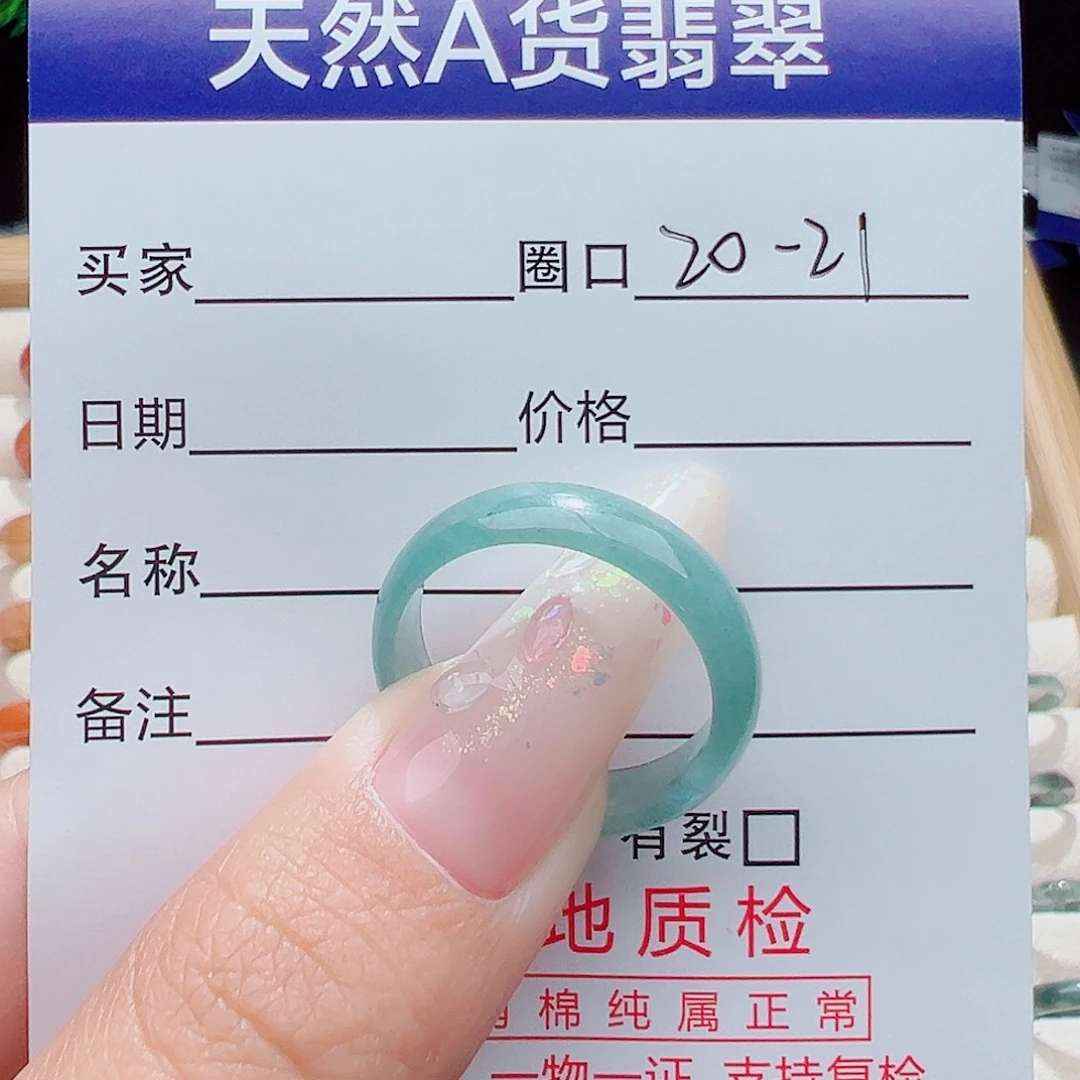 天然A货翡翠
买家 圈口 20-21
日期 价格
名称
备注
有裂
地质检
棉纯属正常
一物一证 支持复检